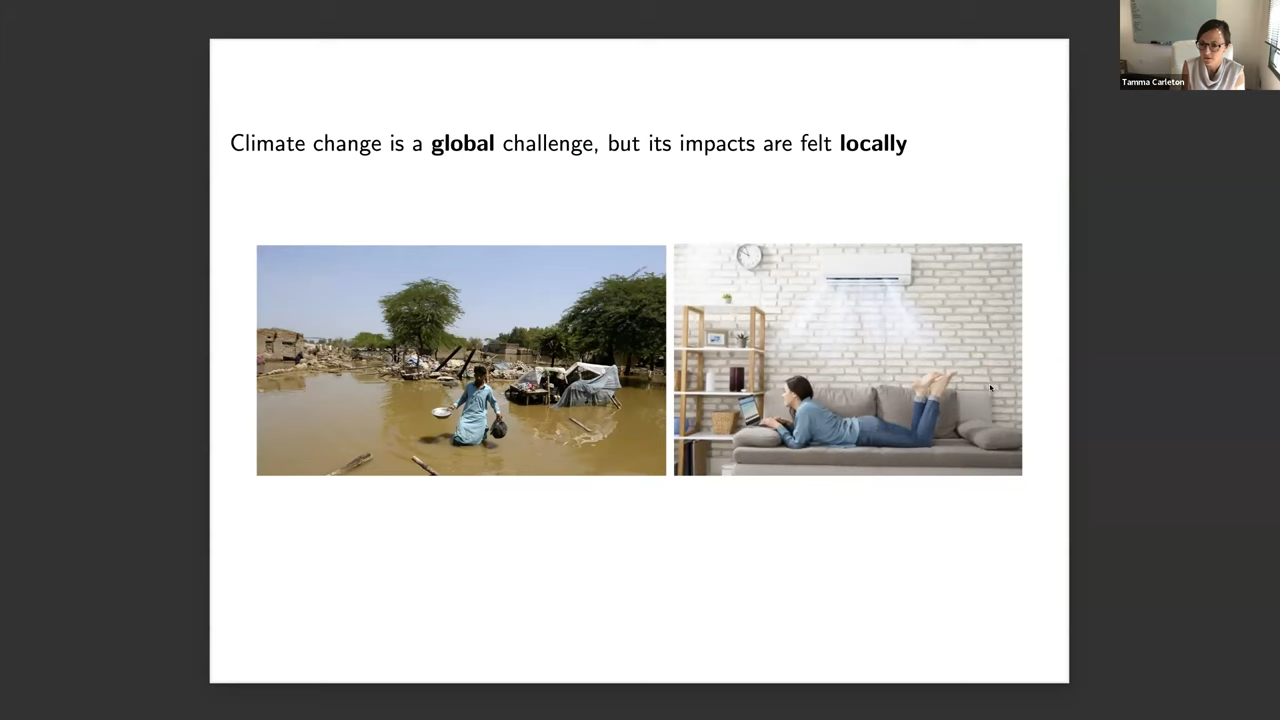 Tamma Carleton
Climate change is a global challenge, but its impacts are felt locally